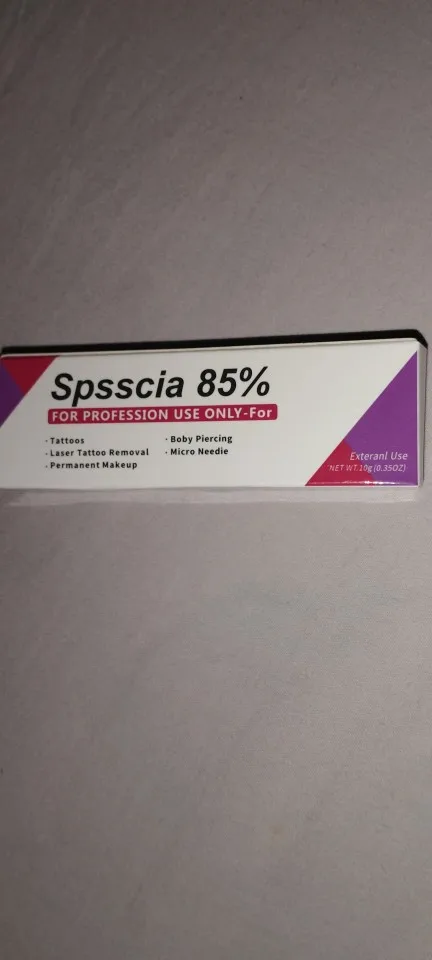 Spsscia 85%
FOR PROFESSION USE ONLY-For
· Tattoos
· Laser Tattoo Removal
· Permanent Makeup
· Boby Piercing
· Micro Needie
Exteranl Use
NET WT.10g(0.35OZ)